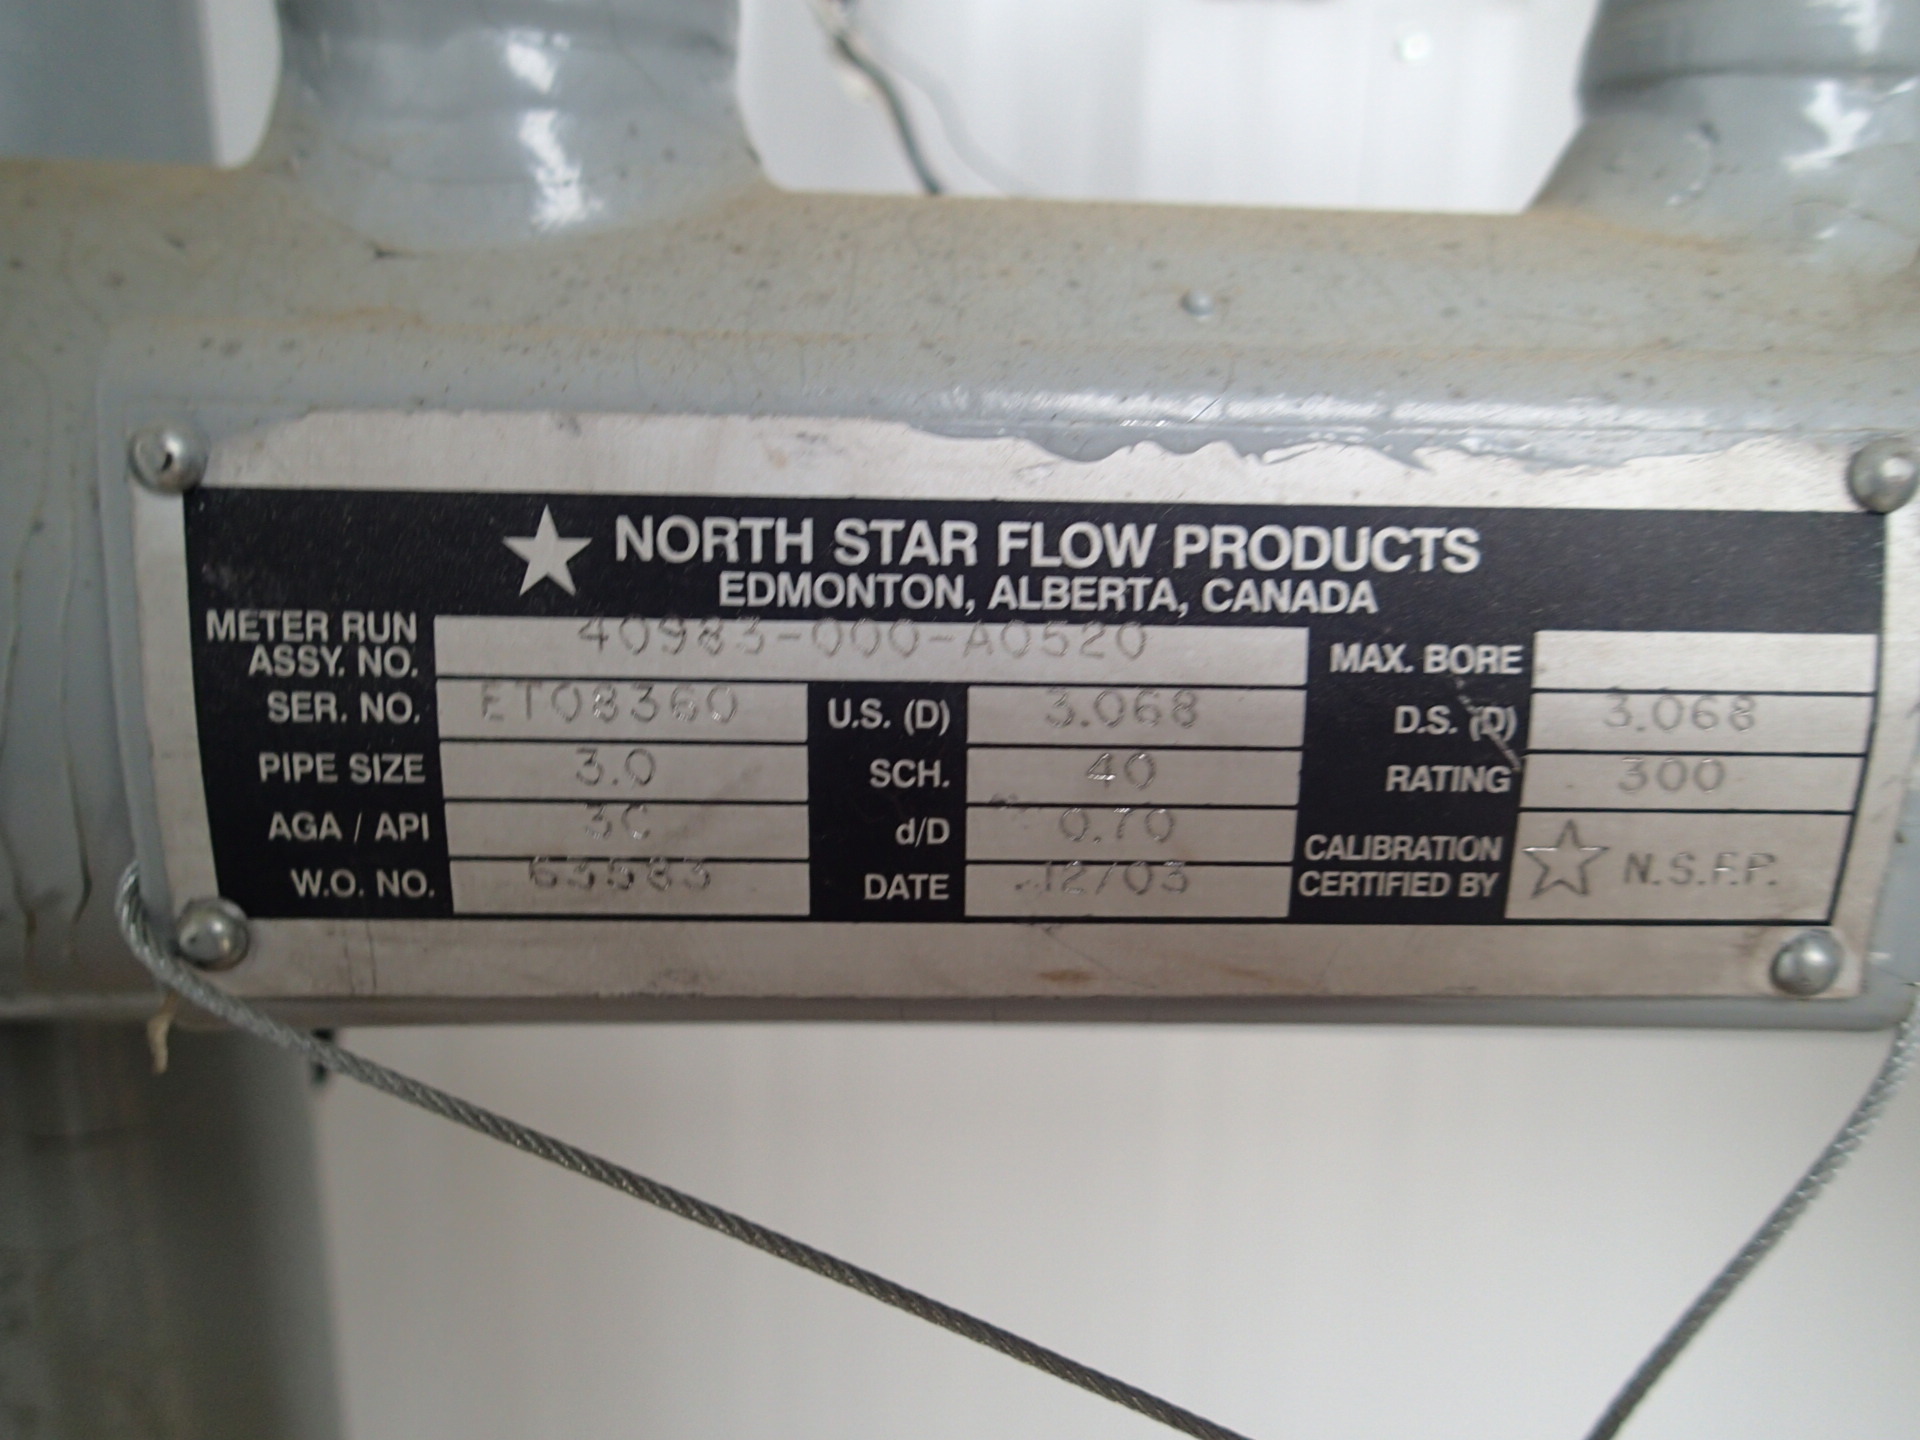 NORTH STAR FLOW PRODUCTS
EDMONTON, ALBERTA, CANADA
METER RUN ASSY. NO. 40983-000-A0520 MAX. BORE
SER. NO. ET08360 U.S. (D) 3.068 D.S. (D) 3.068
PIPE SIZE 3.0 SCH. 40 RATING 300
AGA / API 3C d/D 0.70
W.O. NO. 63583 DATE 12/03 CALIBRATION CERTIFIED BY N.S.F.P.